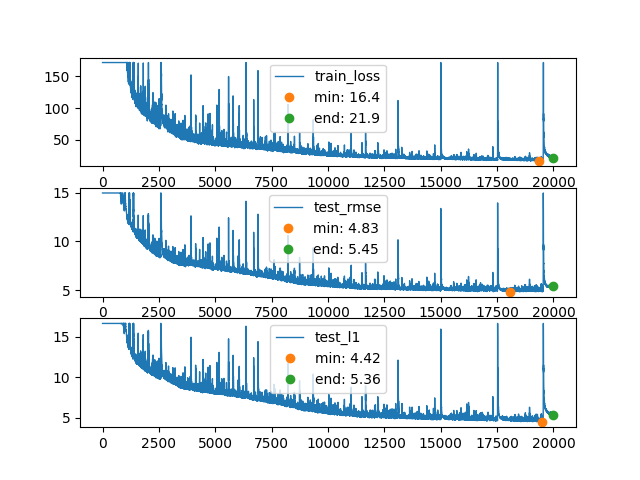 train_loss
min: 16.4
end: 21.9
150
100
50
0 2500 5000 7500 10000 12500 15000 17500 20000
test_rmse
min: 4.83
end: 5.45
15
10
5
0 2500 5000 7500 10000 12500 15000 17500 20000
test_l1
min: 4.42
end: 5.36
15
10
5
0 2500 5000 7500 10000 12500 15000 17500 20000